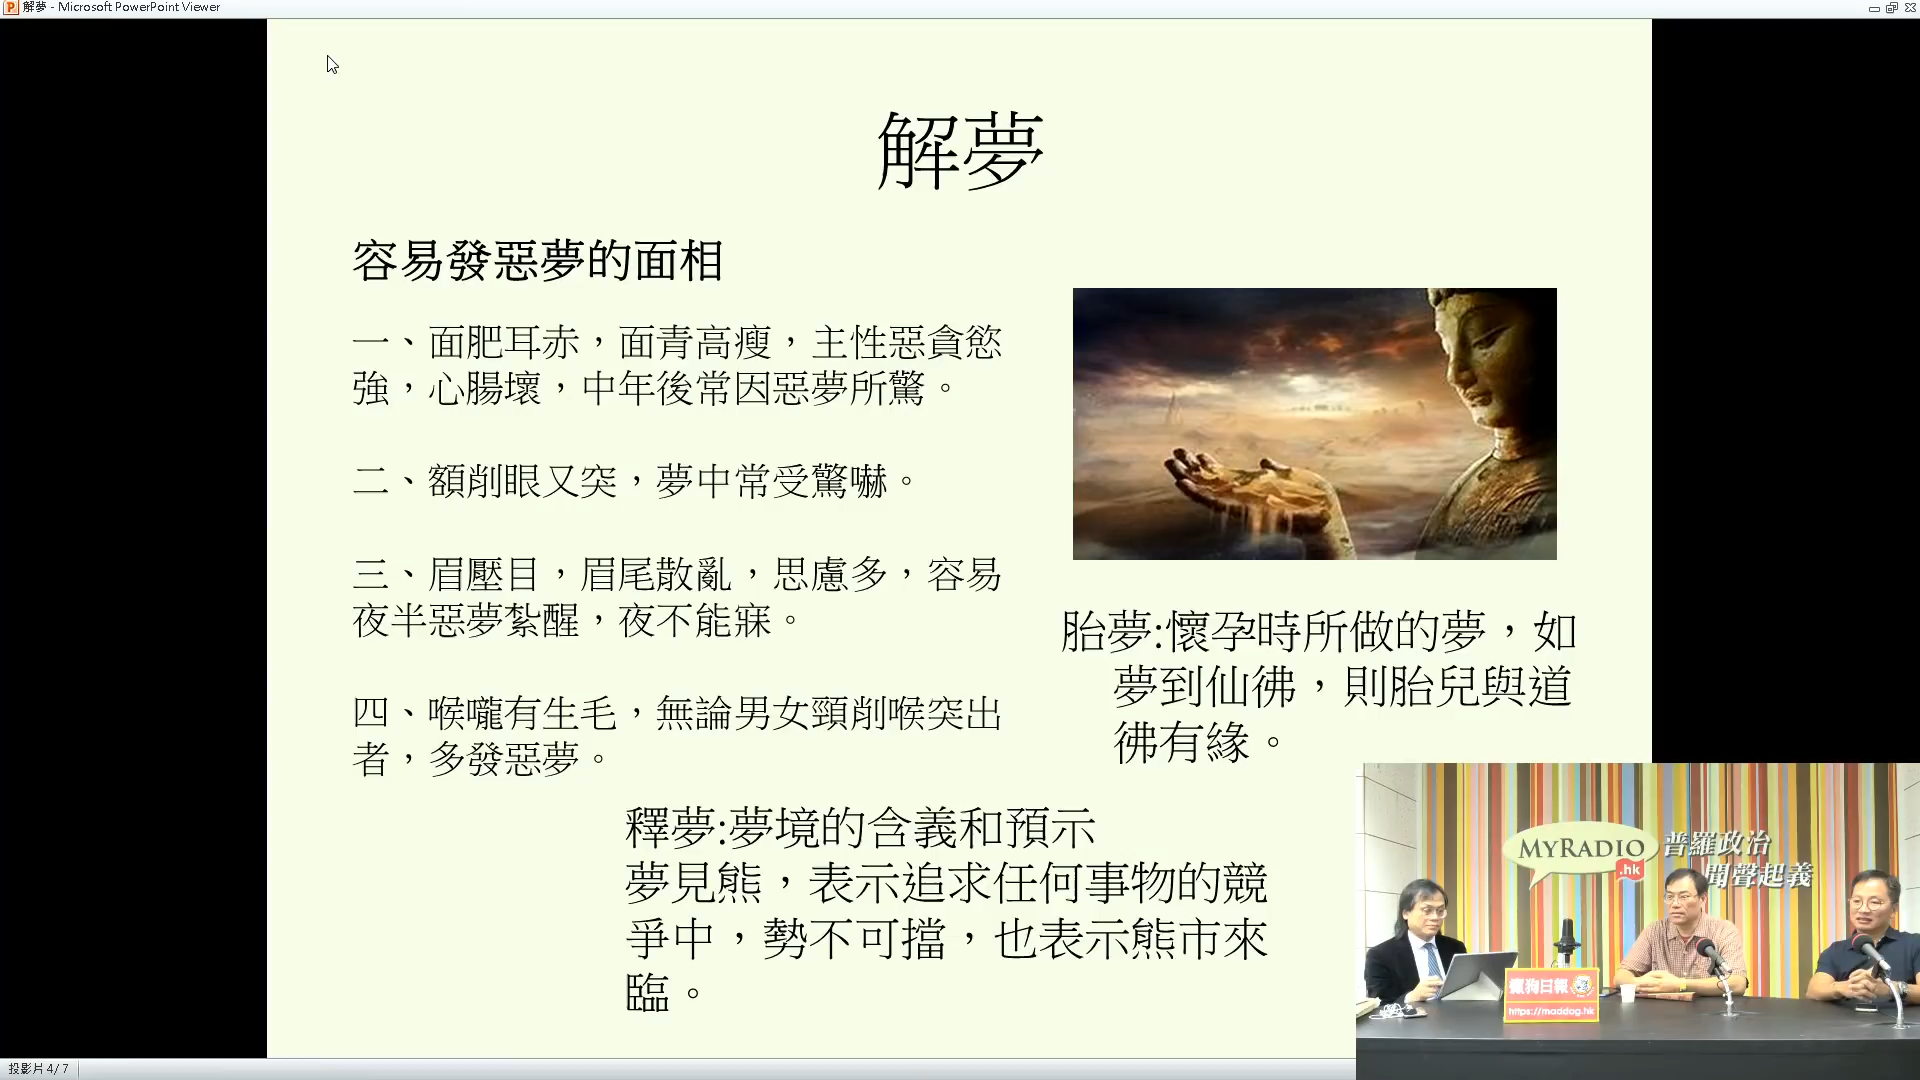 解夢 - Microsoft PowerPoint Viewer
解夢
容易發惡夢的面相
一、面肥耳赤，面青高瘦，主性惡貪慾
強，心腸壞，中年後常因惡夢所驚。
二、額削眼又突，夢中常受驚嚇。
三、眉壓目，眉尾散亂，思慮多，容易
夜半惡夢紮醒，夜不能寐。
四、喉嚨有生毛，無論男女頸削喉突出
者，多發惡夢。
胎夢:懷孕時所做的夢，如
夢到仙彿，則胎兒與道
彿有緣。
釋夢:夢境的含義和預示
夢見熊，表示追求任何事物的競
爭中，勢不可擋，也表示熊市來
臨。
MYRADIO
.hk
普羅政治
聞聲起義
癲狗日報
https://maddog.hk
投影片 4/7